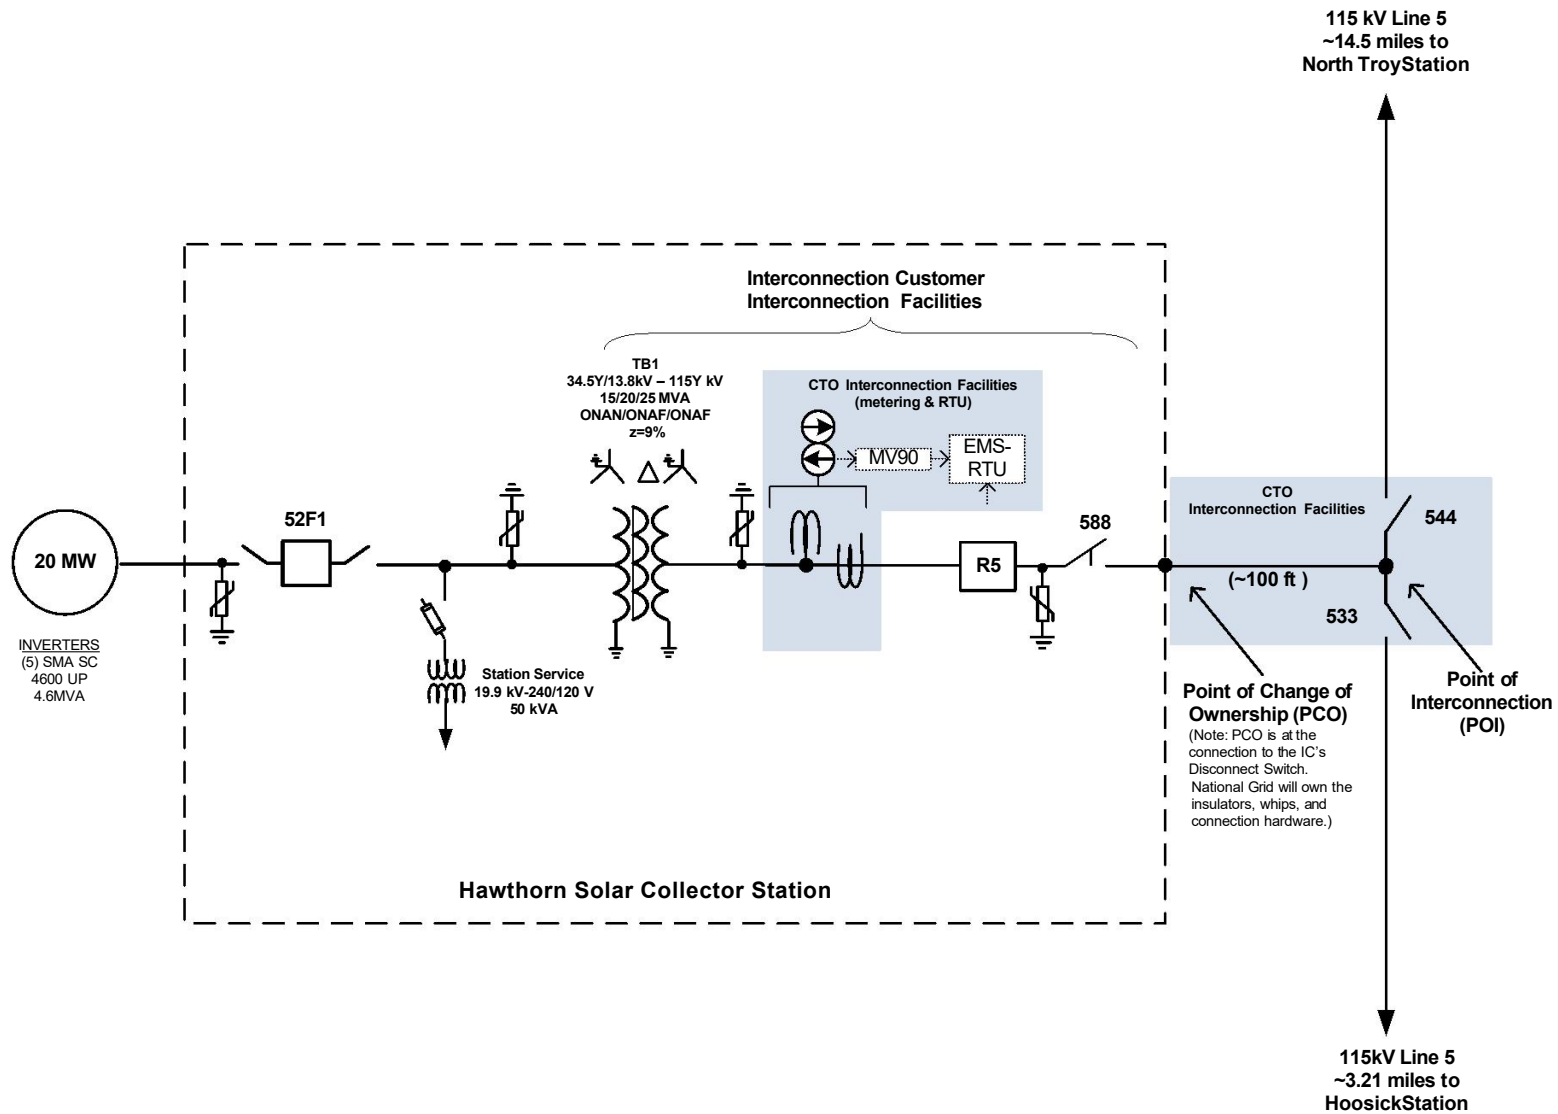 115 kV Line 5
~14.5 miles to
North TroyStation
Interconnection Customer
Interconnection Facilities
TB1
34.5Y/13.8kV – 115Y kV
15/20/25 MVA
ONAN/ONAF/ONAF
z=9%
CTO Interconnection Facilities
(metering & RTU)
MV90
EMS-
RTU
CTO
Interconnection Facilities
544
588
52F1
20 MW
R5
(~100 ft )
533
INVERTERS
(5) SMA SC
4600 UP
4.6MVA
Station Service
19.9 kV-240/120 V
50 kVA
Point of Change of
Ownership (PCO)
(Note: PCO is at the
connection to the IC's
Disconnect Switch.
National Grid will own the
insulators, whips, and
connection hardware.)
Point of
Interconnection
(POI)
Hawthorn Solar Collector Station
115kV Line 5
~3.21 miles to
HoosickStation